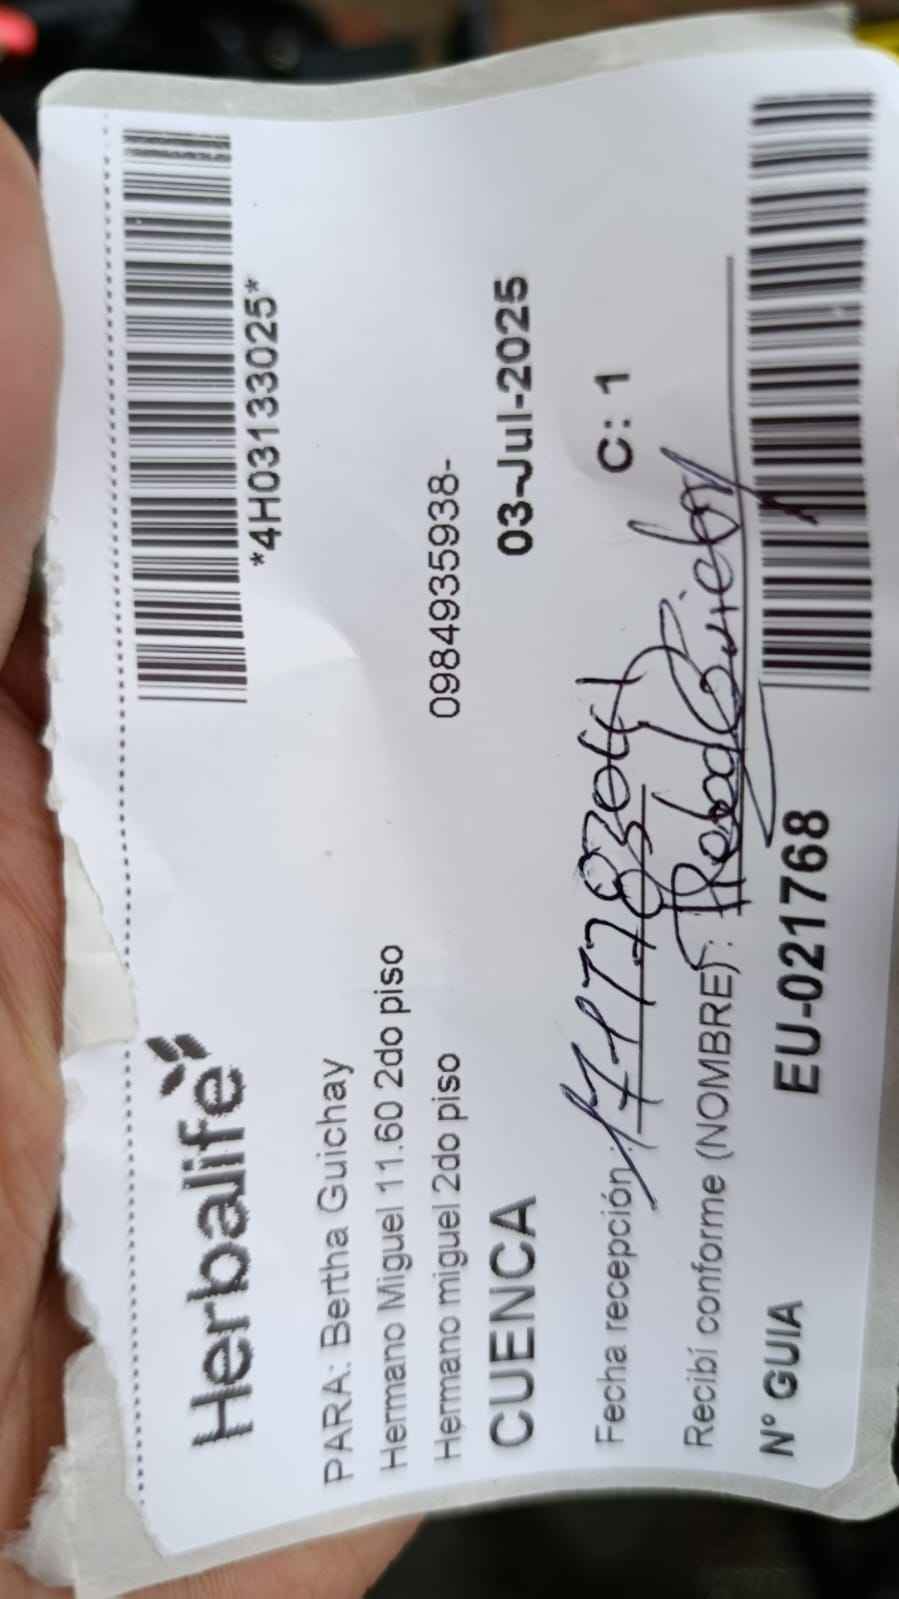 *4H03133025*
Herbalife
PARA: Bertha Guichay
Hermano Miguel 11.60 2do piso
Hermano miguel 2do piso
0984935938-
CUENCA
03-Jul-2025
Fecha recepción:
C: 1
Recibí conforme (NOMBRE):
N° GUIA
EU-021768